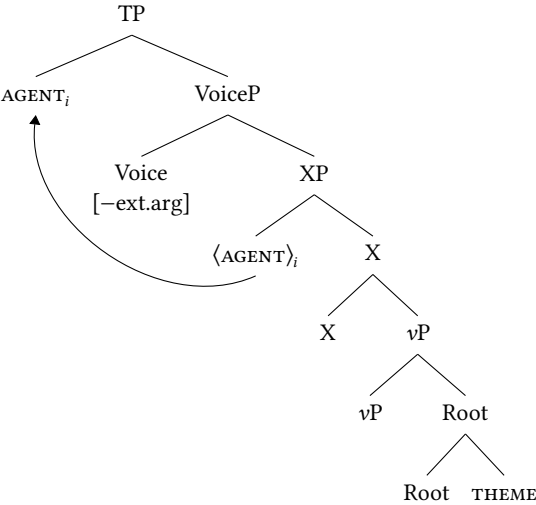 TP
AGENTᵢ VoiceP
Voice XP
[−ext.arg]
⟨AGENT⟩ᵢ X
X vP
vP Root
Root THEME